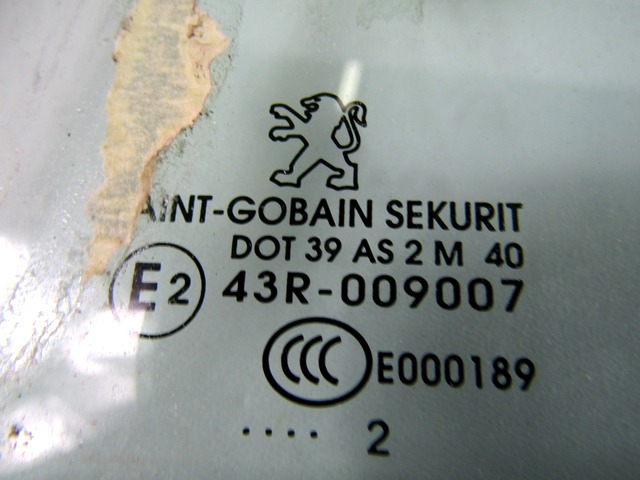 AINT-GOBAIN SEKURIT
DOT 39 AS 2 M 40
E2 43R-009007
CCC E000189
.... 2